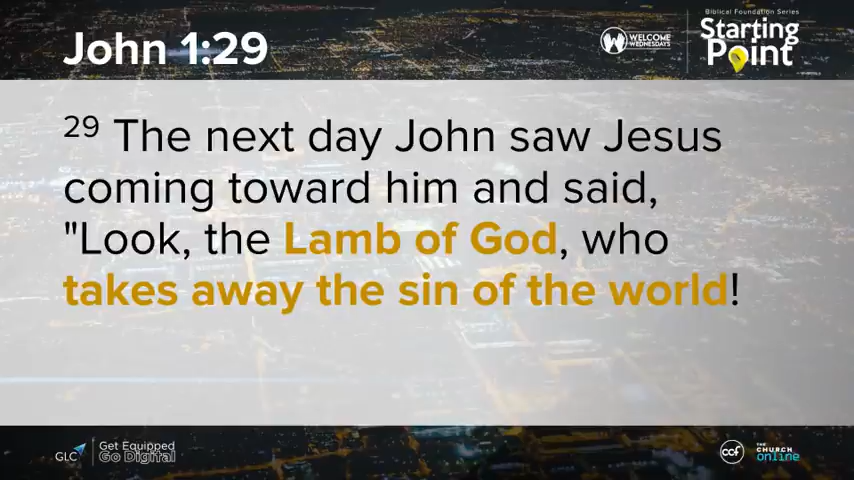 John 1:29
WELCOME
WEDNESDAYS
Biblical Foundation Series
Starting
Point
29 The next day John saw Jesus
coming toward him and said,
"Look, the Lamb of God, who
takes away the sin of the world!
GLC
Get Equipped
Go Digital
ccf
THE
CHURCH
online